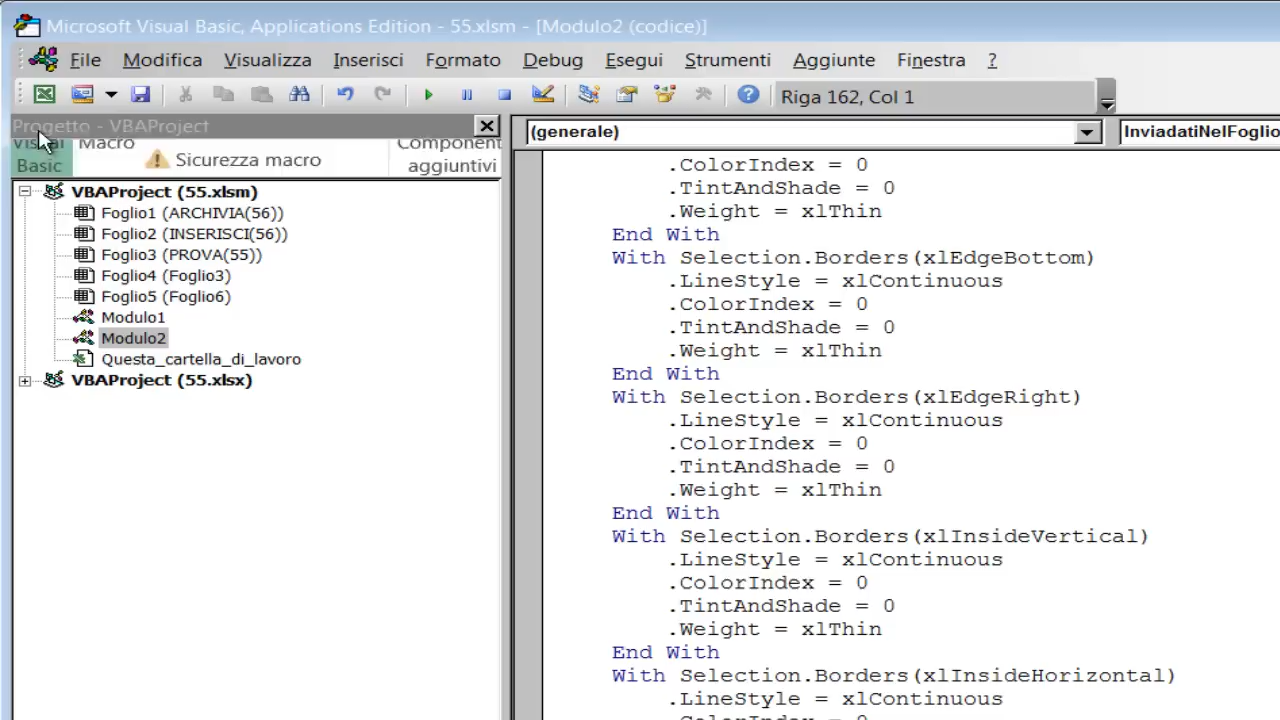 Microsoft Visual Basic, Applications Edition - 55.xlsm - [Modulo2 (codice)]
File Modifica Visualizza Inserisci Formato Debug Esegui Strumenti Aggiunte Finestra ?
Riga 162, Col 1
Progetto - VBAProject
Visual Macro Component
Sicurezza macro
Basic aggiuntivi
VBAProject (55.xlsm)
Foglio1 (ARCHIVIA(56))
Foglio2 (INSERISCI(56))
Foglio3 (PROVA(55))
Foglio4 (Foglio3)
Foglio5 (Foglio6)
Modulo1
Modulo2
Questa_cartella_di_lavoro
VBAProject (55.xlsx)
(generale) InviadatiNelFoglio
.ColorIndex = 0
.TintAndShade = 0
.Weight = xlThin
End With
With Selection.Borders(xlEdgeBottom)
.LineStyle = xlContinuous
.ColorIndex = 0
.TintAndShade = 0
.Weight = xlThin
End With
With Selection.Borders(xlEdgeRight)
.LineStyle = xlContinuous
.ColorIndex = 0
.TintAndShade = 0
.Weight = xlThin
End With
With Selection.Borders(xlInsideVertical)
.LineStyle = xlContinuous
.ColorIndex = 0
.TintAndShade = 0
.Weight = xlThin
End With
With Selection.Borders(xlInsideHorizontal)
.LineStyle = xlContinuous
.ColorIndex = 0